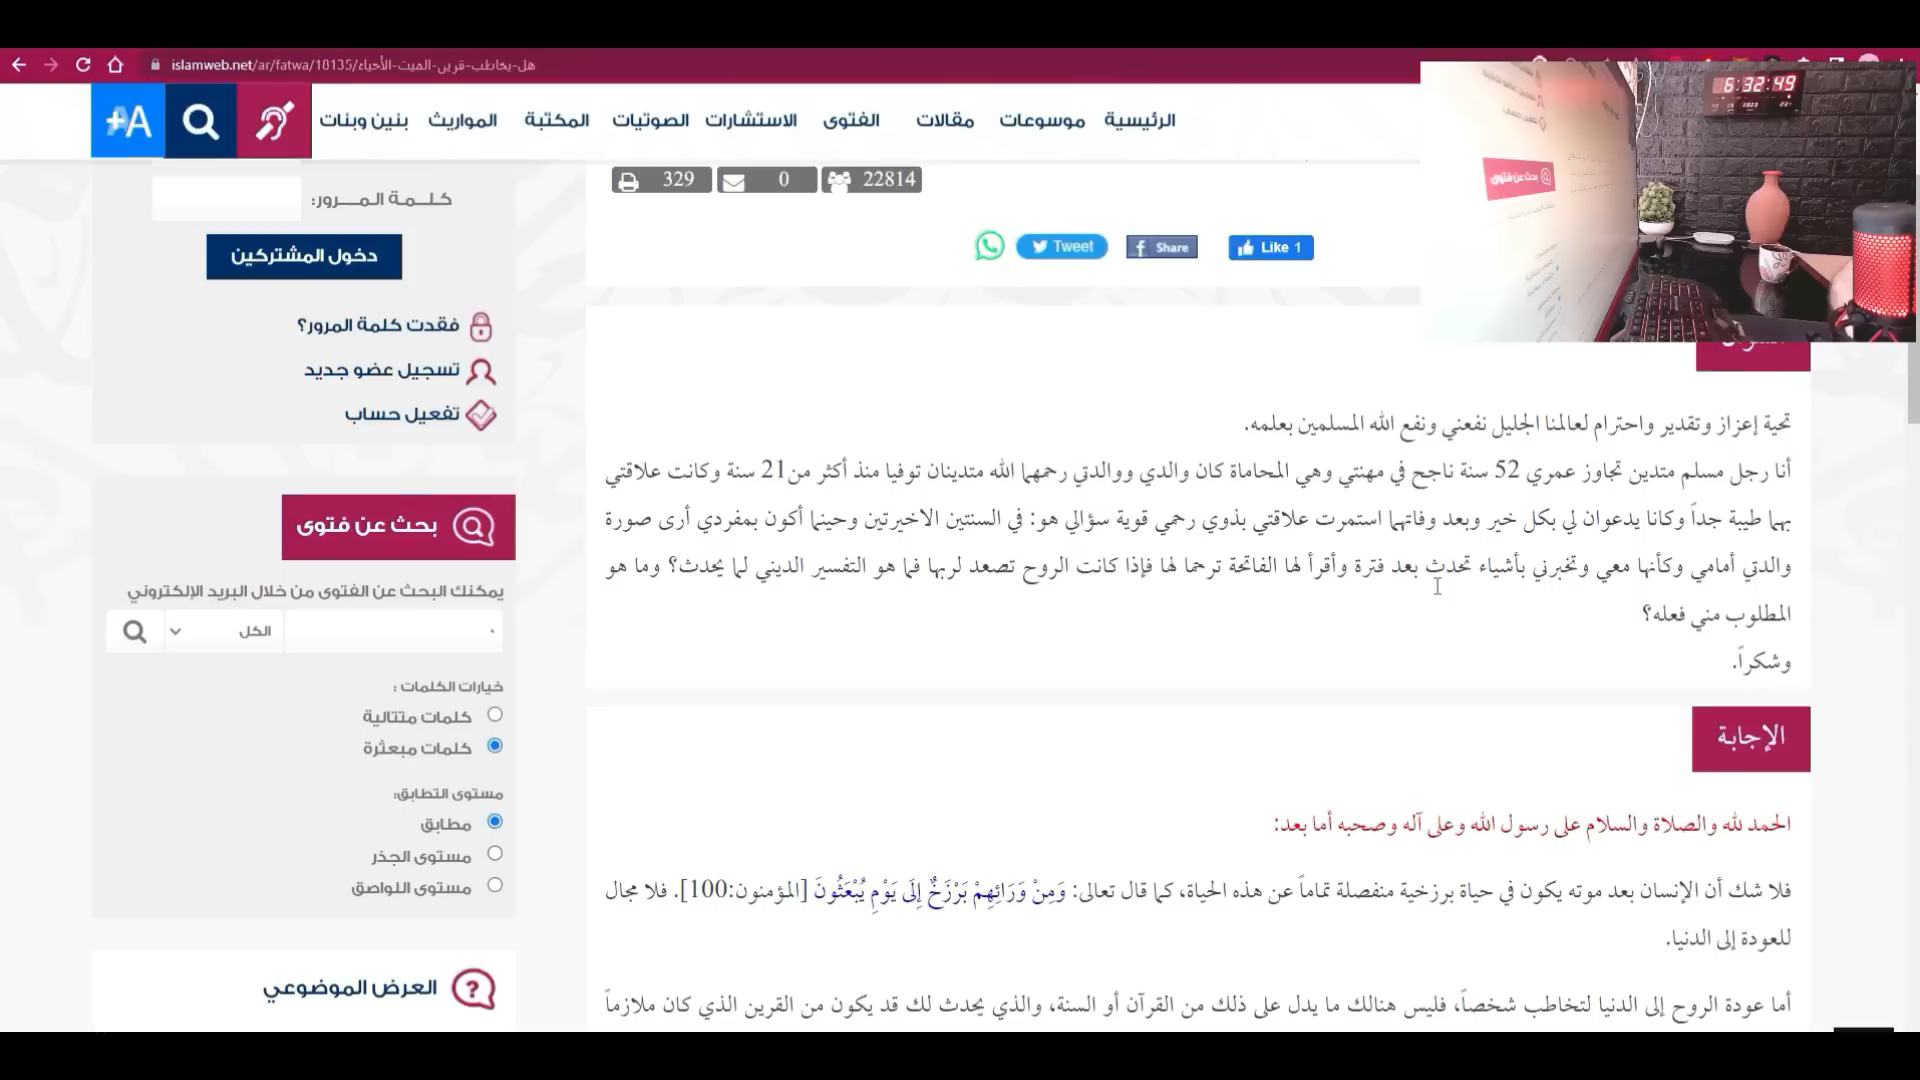 islamweb.net/ar/fatwa/18135/هل-يخاطب-قرين-الميت-الأحياء
الرئيسية موسوعات مقالات الفتوى الاستشارات الصوتيات المكتبة المواريث بنين وبنات
+A
6:32:49
329 0 22814
كلـــمة المـــرور:
Tweet Share Like 1
دخول المشتركين
فقدت كلمة المرور؟
تسجيل عضو جديد
تفعيل حساب
بحث عن فتوى
يمكنك البحث عن الفتوى من خلال البريد الإلكتروني
الكل
خيارات الكلمات :
كلمات متتالية
كلمات مبعثرة
مستوى التطابق:
مطابق
مستوى الجذر
مستوى اللواصق
العرض الموضوعي
تحية إعزاز وتقدير واحترام لعالمنا الجليل نفعني ونفع الله المسلمين بعلمه.
أنا رجل مسلم متدين تجاوز عمري 52 سنة ناجح في مهنتي وهي المحاماة كان والدي ووالدتي رحمهما الله متدينان توفيا منذ أكثر من21 سنة وكانت علاقتي
بهما طيبة جداً وكانا يدعوان لي بكل خير وبعد وفاتهما استمرت علاقتي بذوي رحمي قوية سؤالي هو: في السنتين الاخيرتين وحينما أكون بمفردي أرى صورة
والدتي أمامي وكأنها معي وتخبرني بأشياء تحدث بعد فترة وأقرأ لها الفاتحة ترحما لها فإذا كانت الروح تصعد لربها فما هو التفسير الديني لما يحدث؟ وما هو
المطلوب مني فعله؟
وشكراً.
الإجابة
الحمد لله والصلاة والسلام على رسول الله وعلى آله وصحبه أما بعد:
فلا شك أن الإنسان بعد موته يكون في حياة برزخية منفصلة تماماً عن هذه الحياة، كما قال تعالى: وَمِنْ وَرَائِهِمْ بَرْزَخٌ إِلَى يَوْمِ يُبْعَثُونَ [المؤمنون:100]. فلا مجال
للعودة إلى الدنيا.
أما عودة الروح إلى الدنيا لتخاطب شخصاً، فليس هنالك ما يدل على ذلك من القرآن أو السنة، والذي يحدث لك قد يكون من القرين الذي كان ملازماً